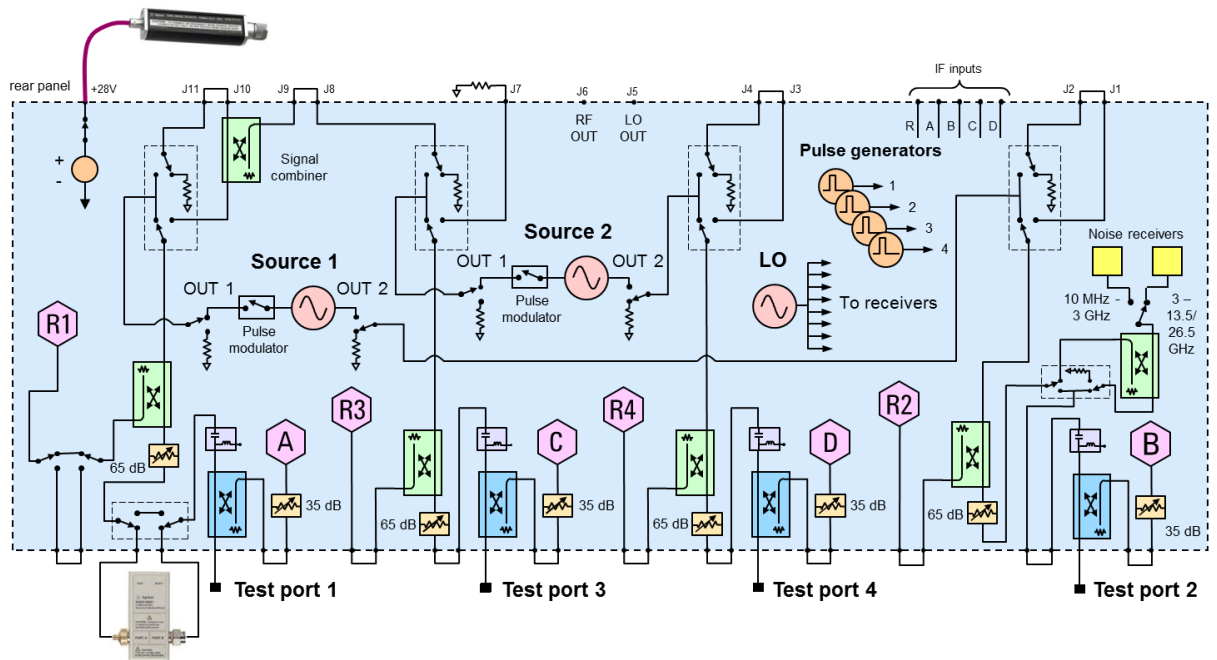 rear panel
+28V
J11
J10
J9
J8
J7
J6
J5
J4
J3
J2
J1
IF inputs
RF
OUT
LO
OUT
R
A
B
C
D
+
-
Signal
combiner
Pulse generators
1
2
3
4
Source 1
OUT 1
OUT 2
Pulse
modulator
Source 2
OUT 1
OUT 2
Pulse
modulator
LO
To receivers
Noise receivers
10 MHz -
3 GHz
3 –
13.5/
26.5
GHz
R1
R3
R4
R2
A
C
D
B
65 dB
35 dB
65 dB
35 dB
65 dB
35 dB
65 dB
35 dB
Test port 1
Test port 3
Test port 4
Test port 2
Agilent